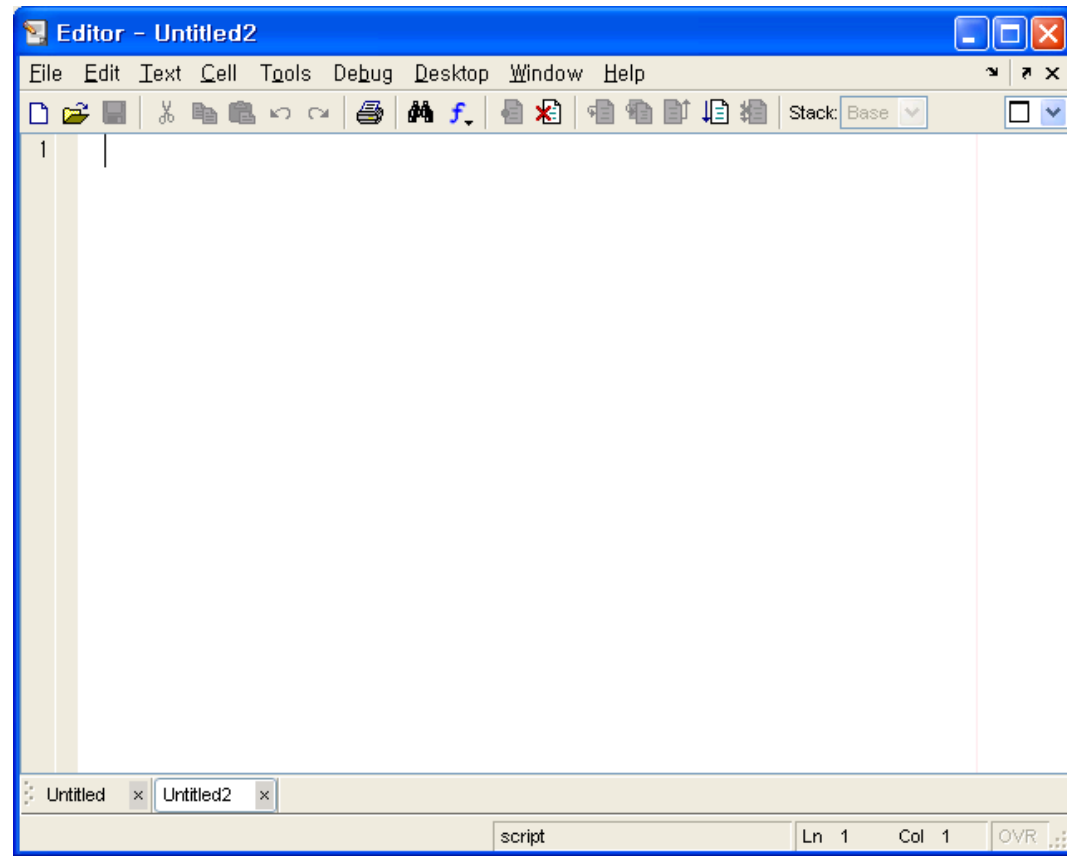 Editor - Untitled2
File Edit Text Cell Tools Debug Desktop Window Help
Stack: Base
1
Untitled Untitled2
script Ln 1 Col 1 OVR